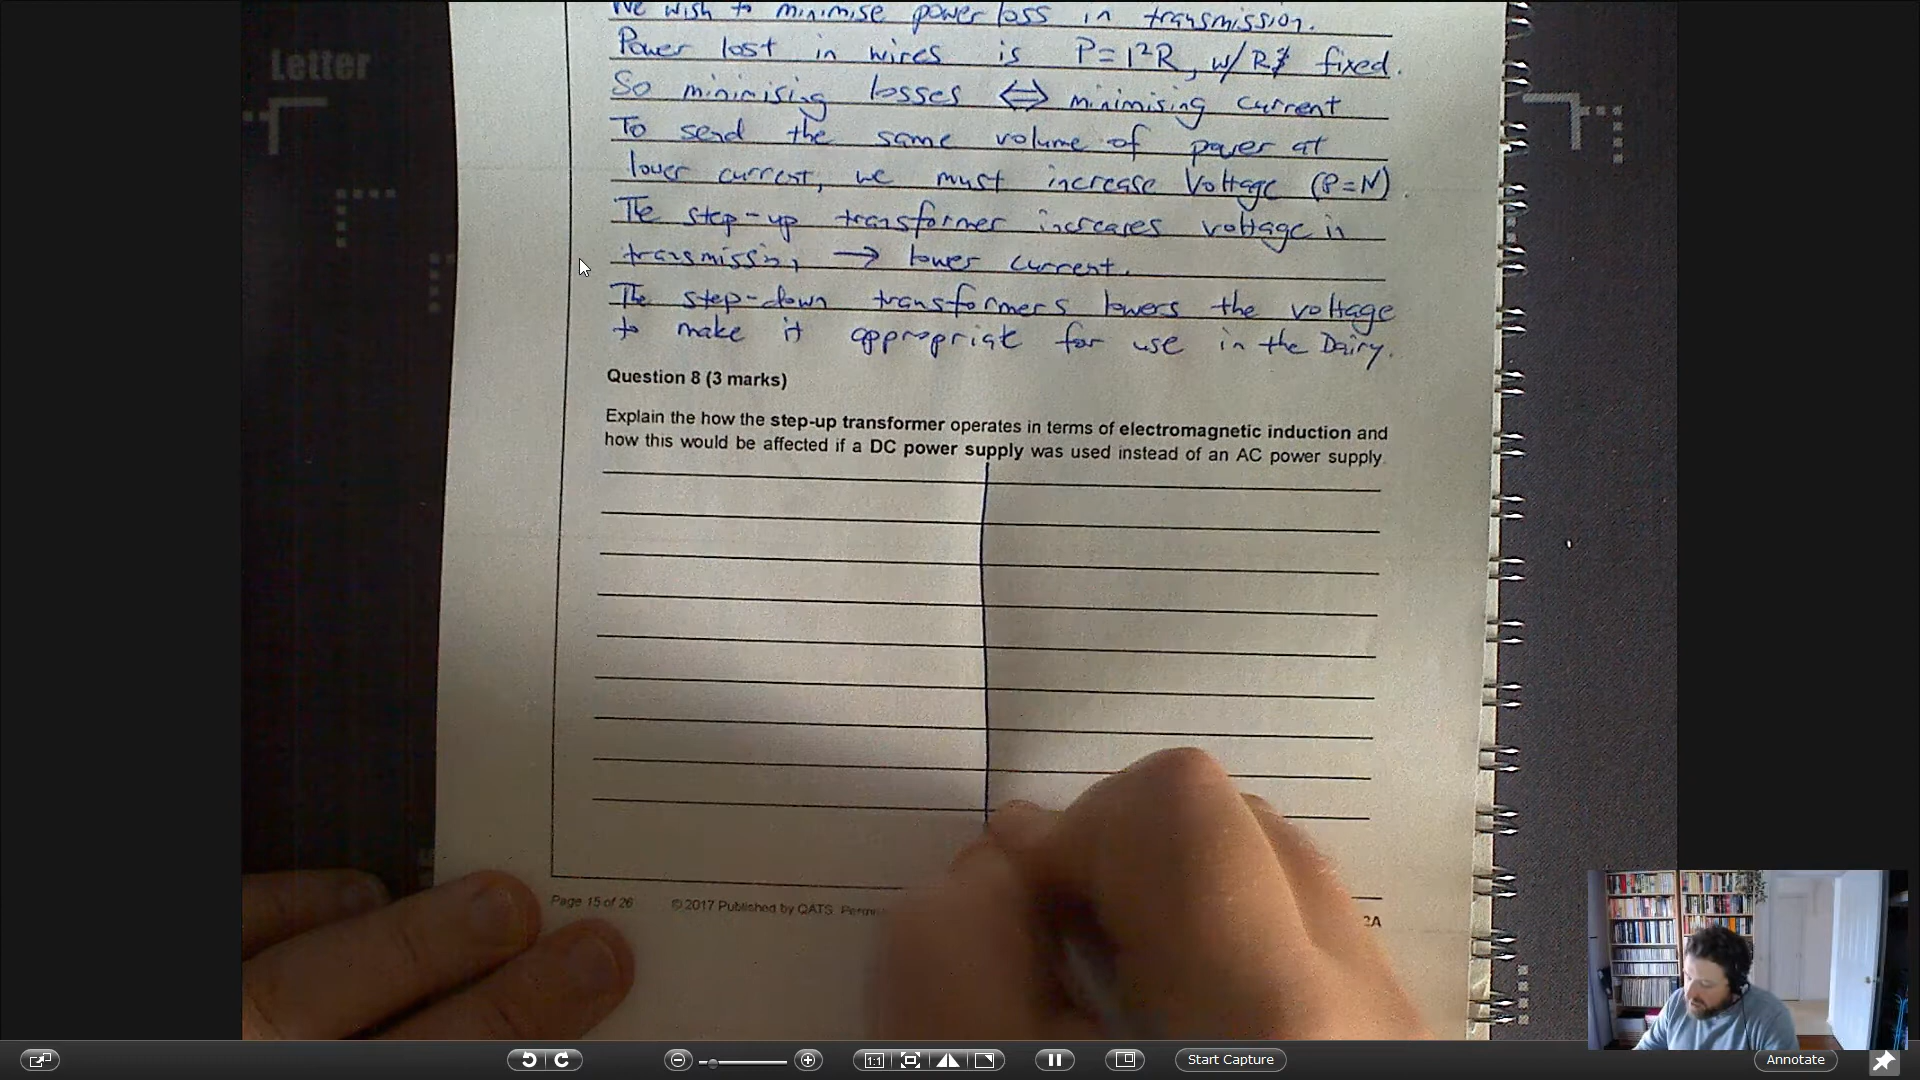 Letter
We wish to minimise power loss in transmission.
Power lost in wires is P=I²R, w/ R fixed.
So minimising losses ⇔ minimising current
To send the same volume of power at
lower current, we must increase Voltage (P=IV).
The step-up transformer increases voltage in
transmission → lower current.
The step-down transformers lowers the voltage
to make it appropriate for use in the Dairy.
Question 8 (3 marks)
Explain the how the step-up transformer operates in terms of electromagnetic induction and
how this would be affected if a DC power supply was used instead of an AC power supply
Page 15 of 26 © 2017 Published by QATS. 2A
1:1
Start Capture
Annotate